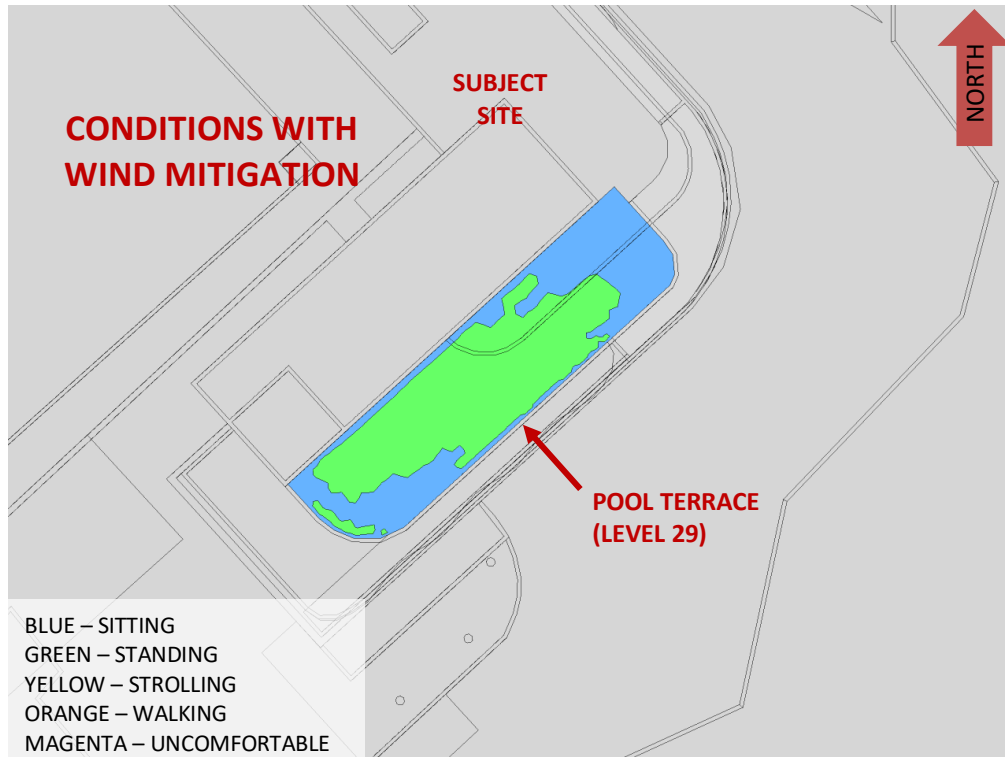 CONDITIONS WITH
WIND MITIGATION
SUBJECT
SITE
NORTH
POOL TERRACE
(LEVEL 29)
BLUE – SITTING
GREEN – STANDING
YELLOW – STROLLING
ORANGE – WALKING
MAGENTA – UNCOMFORTABLE